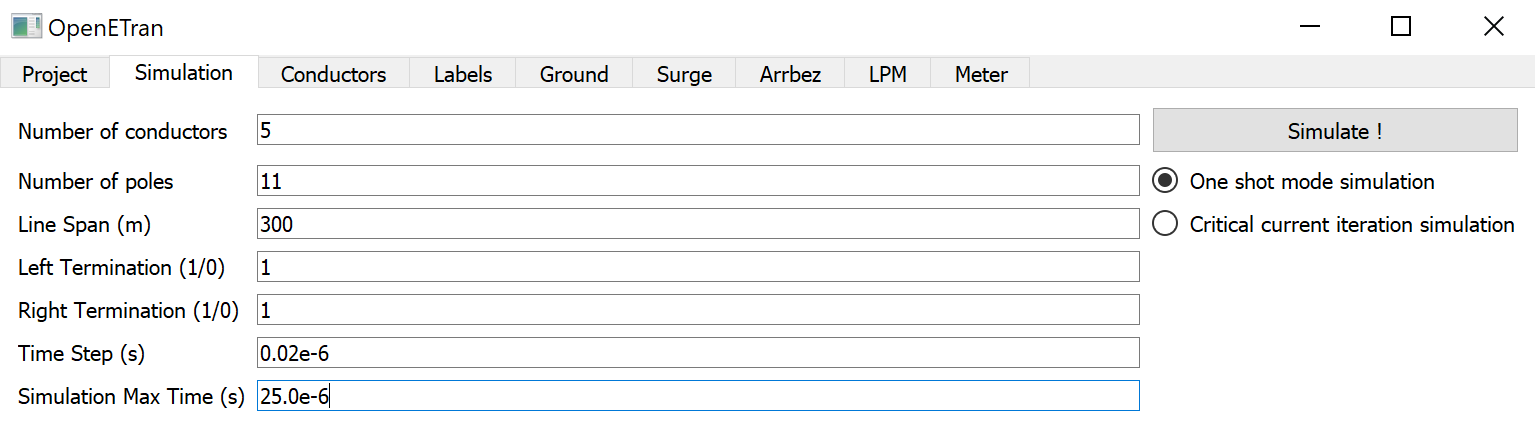 OpenETran
Project Simulation Conductors Labels Ground Surge Arrbez LPM Meter
Number of conductors 5 Simulate !
Number of poles 11 One shot mode simulation
Line Span (m) 300 Critical current iteration simulation
Left Termination (1/0) 1
Right Termination (1/0) 1
Time Step (s) 0.02e-6
Simulation Max Time (s) 25.0e-6